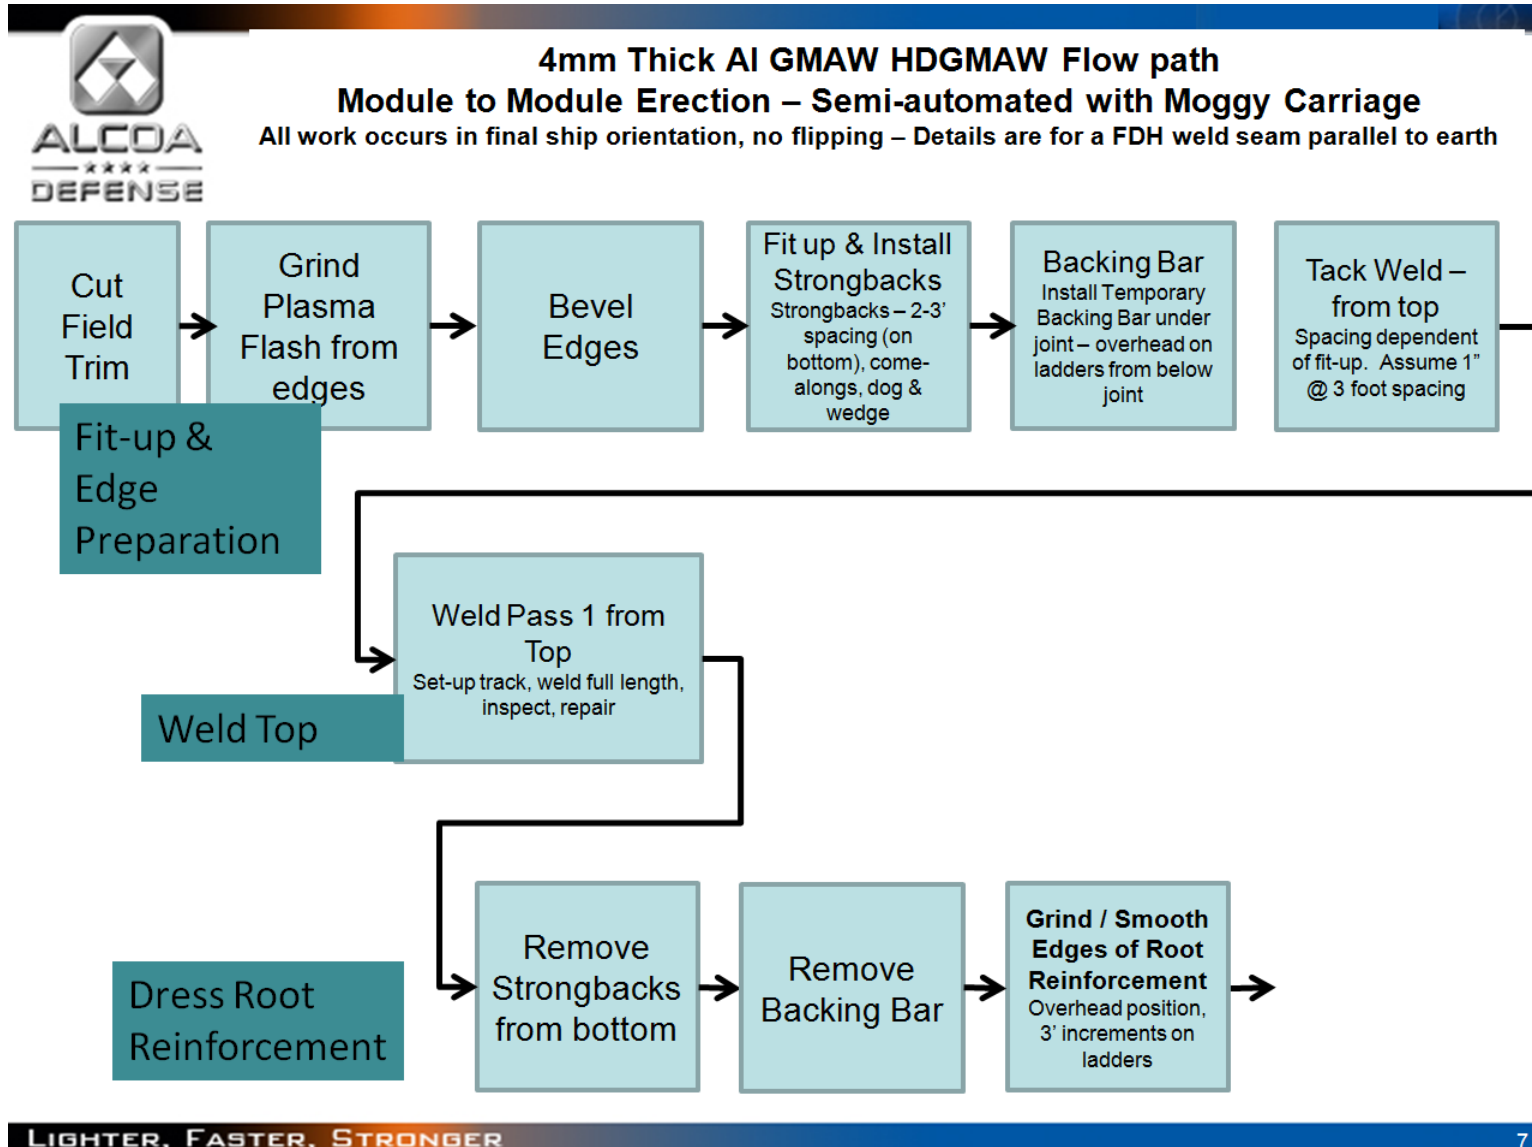 4mm Thick Al GMAW HDGMAW Flow path
Module to Module Erection – Semi-automated with Moggy Carriage
All work occurs in final ship orientation, no flipping – Details are for a FDH weld seam parallel to earth
ALCOA
DEFENSE
Cut
Field
Trim
Grind
Plasma
Flash from
edges
Bevel
Edges
Fit up & Install
Strongbacks
Strongbacks – 2-3’
spacing (on
bottom), come-
alongs, dog &
wedge
Backing Bar
Install Temporary
Backing Bar under
joint – overhead on
ladders from below
joint
Tack Weld –
from top
Spacing dependent
of fit-up. Assume 1”
@ 3 foot spacing
Fit-up &
Edge
Preparation
Weld Pass 1 from
Top
Set-up track, weld full length,
inspect, repair
Weld Top
Remove
Strongbacks
from bottom
Remove
Backing Bar
Grind / Smooth
Edges of Root
Reinforcement
Overhead position,
3’ increments on
ladders
Dress Root
Reinforcement
LIGHTER, FASTER, STRONGER
7